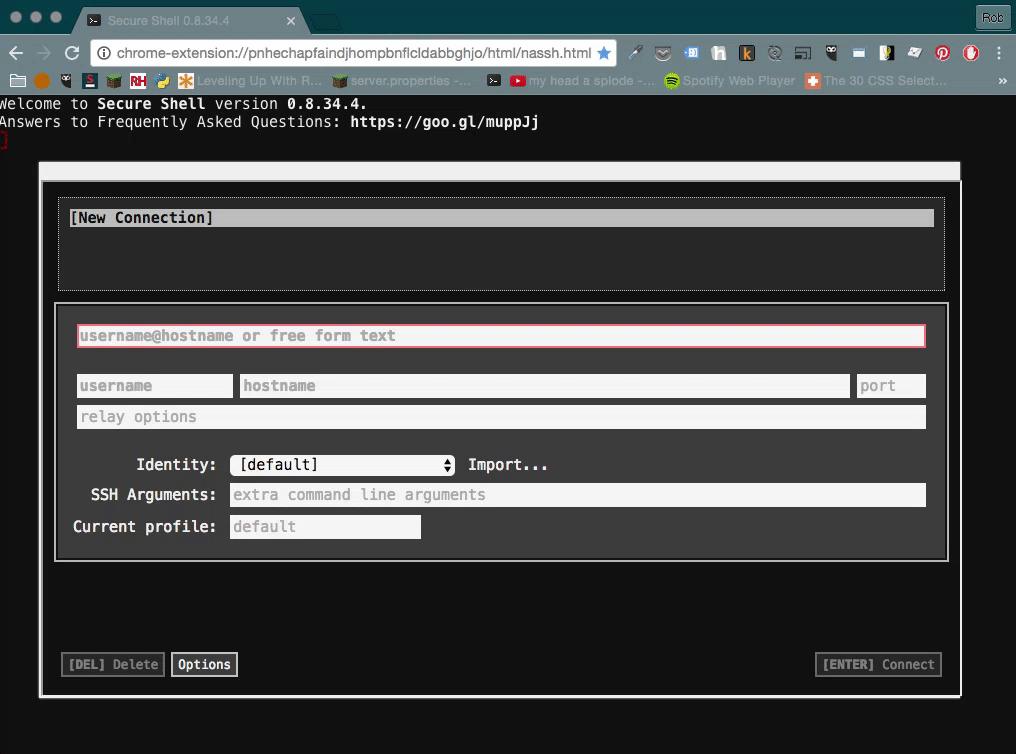 Secure Shell 0.8.34.4
Rob
chrome-extension://pnhechapfaindjhompbnflcldabbghjo/html/nassh.html
RH Leveling Up With R... server.properties -... my head a splode -... Spotify Web Player The 30 CSS Select... »
Welcome to Secure Shell version 0.8.34.4.
Answers to Frequently Asked Questions: https://goo.gl/muppJj
[New Connection]
username@hostname or free form text
username hostname port
relay options
Identity: [default] Import...
SSH Arguments: extra command line arguments
Current profile: default
[DEL] Delete Options [ENTER] Connect